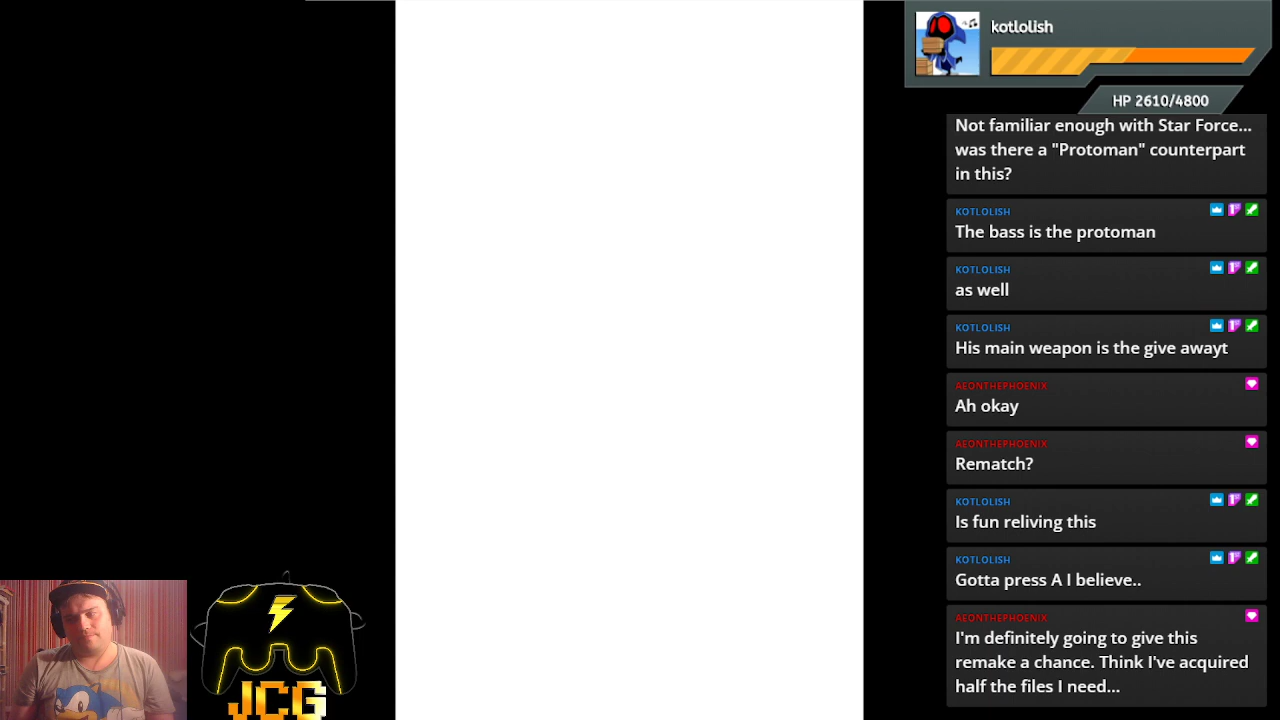 kotlolish
HP 2610/4800
Not familiar enough with Star Force...
was there a "Protoman" counterpart
in this?
KOTLOLISH
The bass is the protoman
KOTLOLISH
as well
KOTLOLISH
His main weapon is the give awayt
AEONTHEPHOENIX
Ah okay
AEONTHEPHOENIX
Rematch?
KOTLOLISH
Is fun reliving this
KOTLOLISH
Gotta press A I believe..
AEONTHEPHOENIX
I'm definitely going to give this
remake a chance. Think I've acquired
half the files I need...
JCG